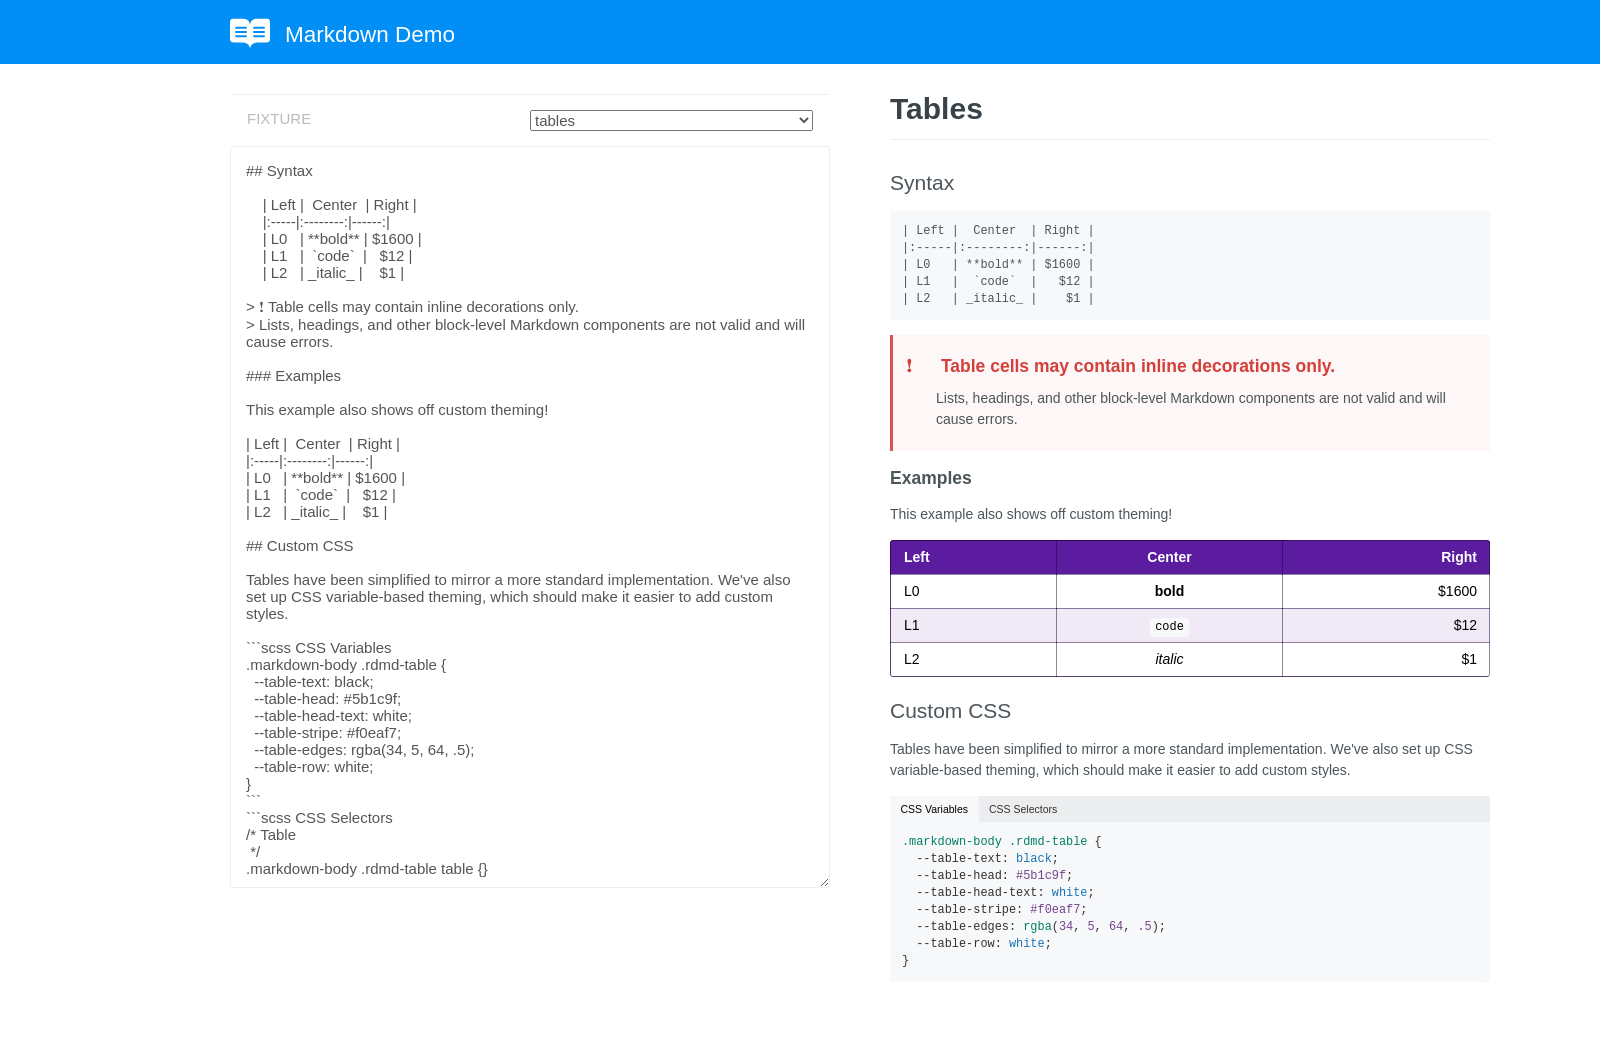 Markdown Demo
FIXTURE
tables
## Syntax
    | Left |  Center  | Right |
    |:-----|:--------:|------:|
    | L0   | **bold** | $1600 |
    | L1   |  `code`  |   $12 |
    | L2   | _italic_ |    $1 |
> ❗ Table cells may contain inline decorations only.
> Lists, headings, and other block-level Markdown components are not valid and will
cause errors.
### Examples
This example also shows off custom theming!
| Left |  Center  | Right |
|:-----|:--------:|------:|
| L0   | **bold** | $1600 |
| L1   |  `code`  |   $12 |
| L2   | _italic_ |    $1 |
## Custom CSS
Tables have been simplified to mirror a more standard implementation. We've also
set up CSS variable-based theming, which should make it easier to add custom
styles.
```scss CSS Variables
.markdown-body .rdmd-table {
  --table-text: black;
  --table-head: #5b1c9f;
  --table-head-text: white;
  --table-stripe: #f0eaf7;
  --table-edges: rgba(34, 5, 64, .5);
  --table-row: white;
}
```
```scss CSS Selectors
/* Table
 */
.markdown-body .rdmd-table table {}
Tables
Syntax
| Left |  Center  | Right |
|:-----|:--------:|------:|
| L0   | **bold** | $1600 |
| L1   |  `code`  |   $12 |
| L2   | _italic_ |    $1 |
❗ Table cells may contain inline decorations only.
Lists, headings, and other block-level Markdown components are not valid and will
cause errors.
Examples
This example also shows off custom theming!
Left Center Right
L0 bold $1600
L1 code $12
L2 italic $1
Custom CSS
Tables have been simplified to mirror a more standard implementation. We've also set up CSS
variable-based theming, which should make it easier to add custom styles.
CSS Variables CSS Selectors
.markdown-body .rdmd-table {
  --table-text: black;
  --table-head: #5b1c9f;
  --table-head-text: white;
  --table-stripe: #f0eaf7;
  --table-edges: rgba(34, 5, 64, .5);
  --table-row: white;
}